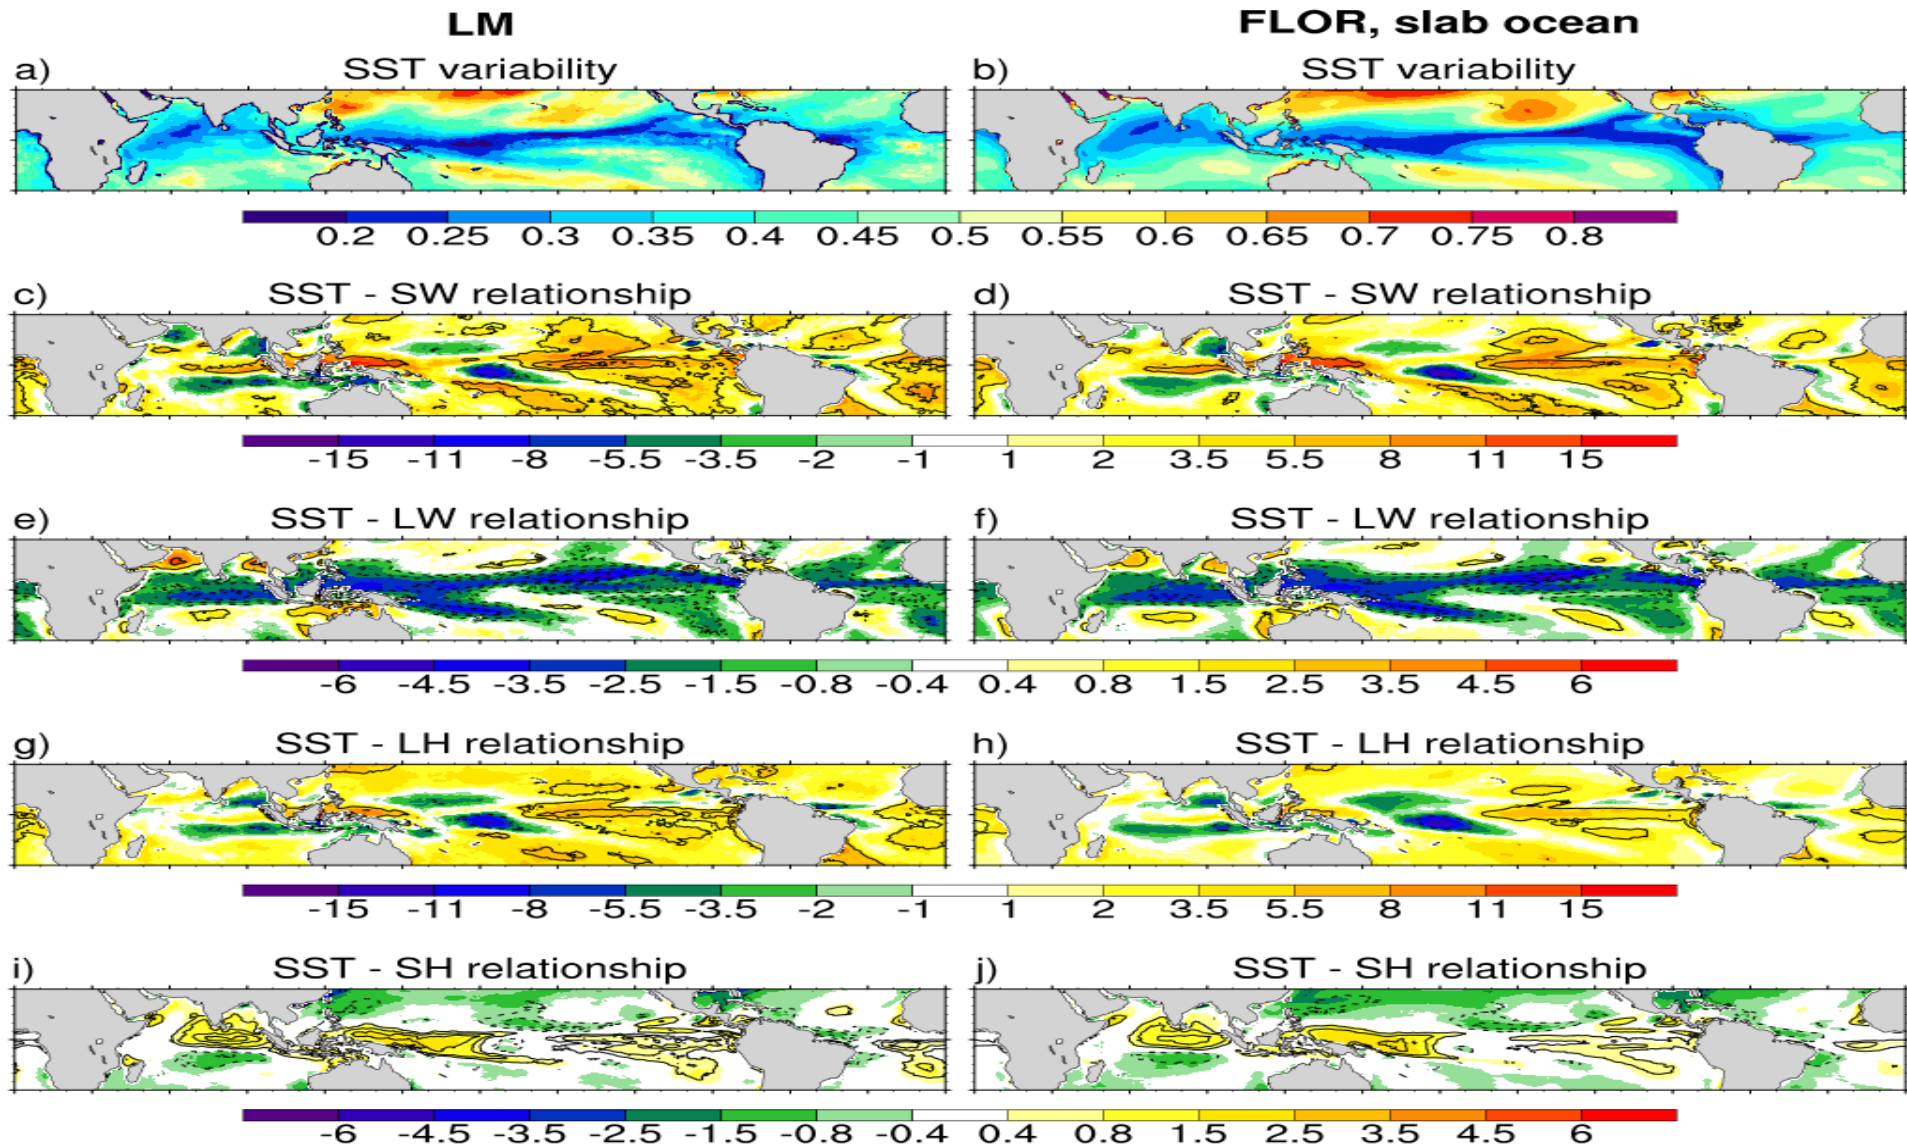 LM FLOR, slab ocean
a) SST variability b) SST variability
0.2 0.25 0.3 0.35 0.4 0.45 0.5 0.55 0.6 0.65 0.7 0.75 0.8
c) SST - SW relationship d) SST - SW relationship
-15 -11 -8 -5.5 -3.5 -2 -1 1 2 3.5 5.5 8 11 15
e) SST - LW relationship f) SST - LW relationship
-6 -4.5 -3.5 -2.5 -1.5 -0.8 -0.4 0.4 0.8 1.5 2.5 3.5 4.5 6
g) SST - LH relationship h) SST - LH relationship
-15 -11 -8 -5.5 -3.5 -2 -1 1 2 3.5 5.5 8 11 15
i) SST - SH relationship j) SST - SH relationship
-6 -4.5 -3.5 -2.5 -1.5 -0.8 -0.4 0.4 0.8 1.5 2.5 3.5 4.5 6